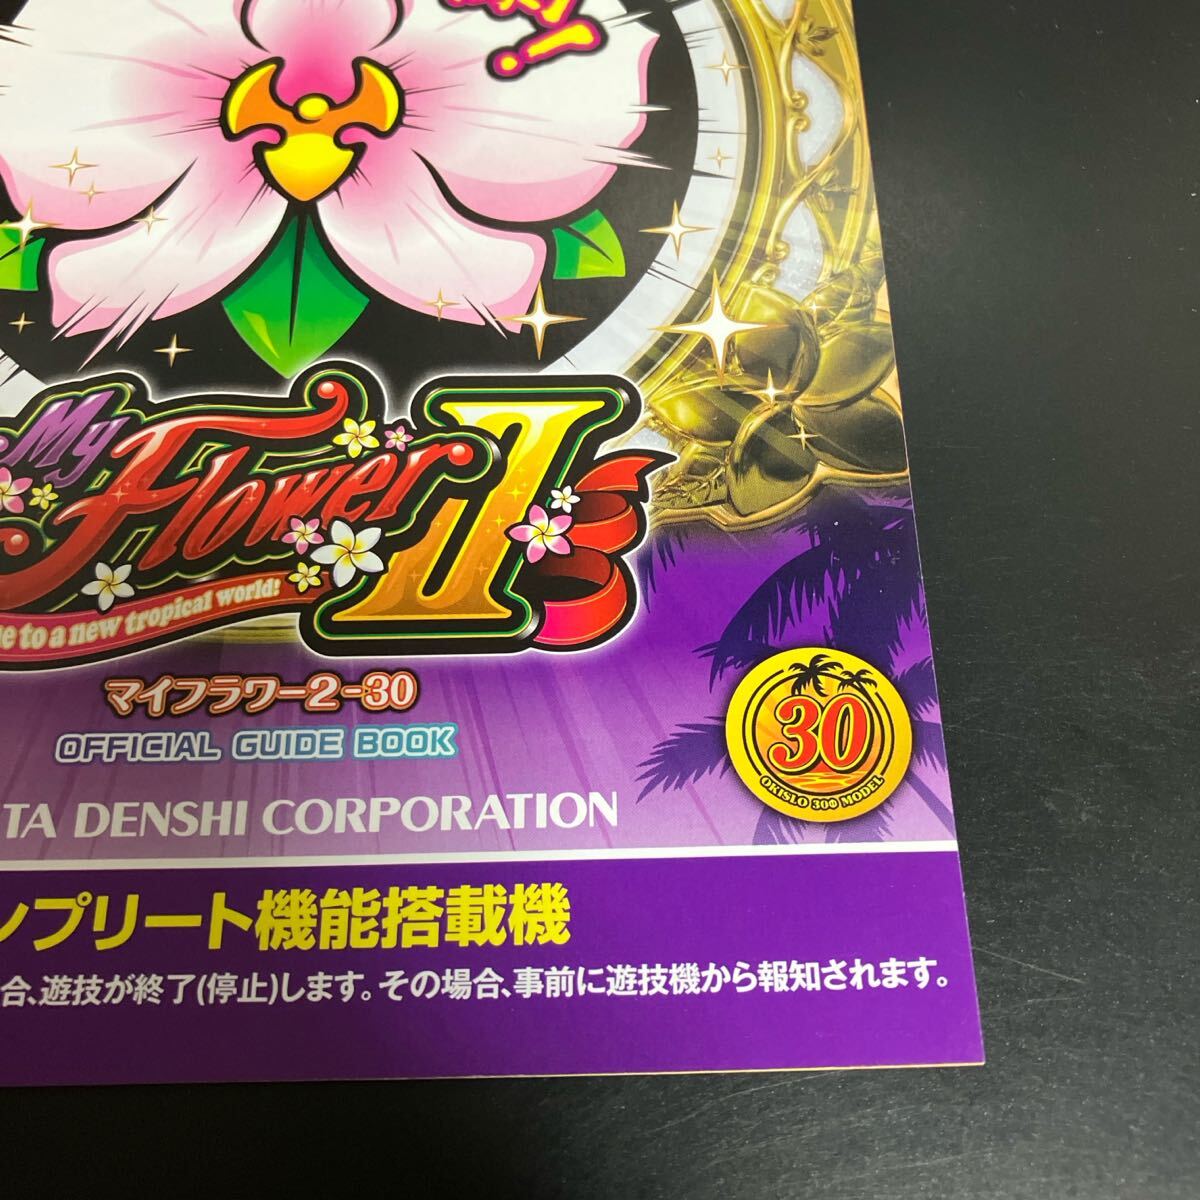 !
My
Flower II
to a new tropical world!
マイフラワー2-30
OFFICIAL GUIDE BOOK
30
OKISLO 30Φ MODEL
TA DENSHI CORPORATION
ンプリート機能搭載機
合、遊技が終了(停止)します。その場合、事前に遊技機から報知されます。